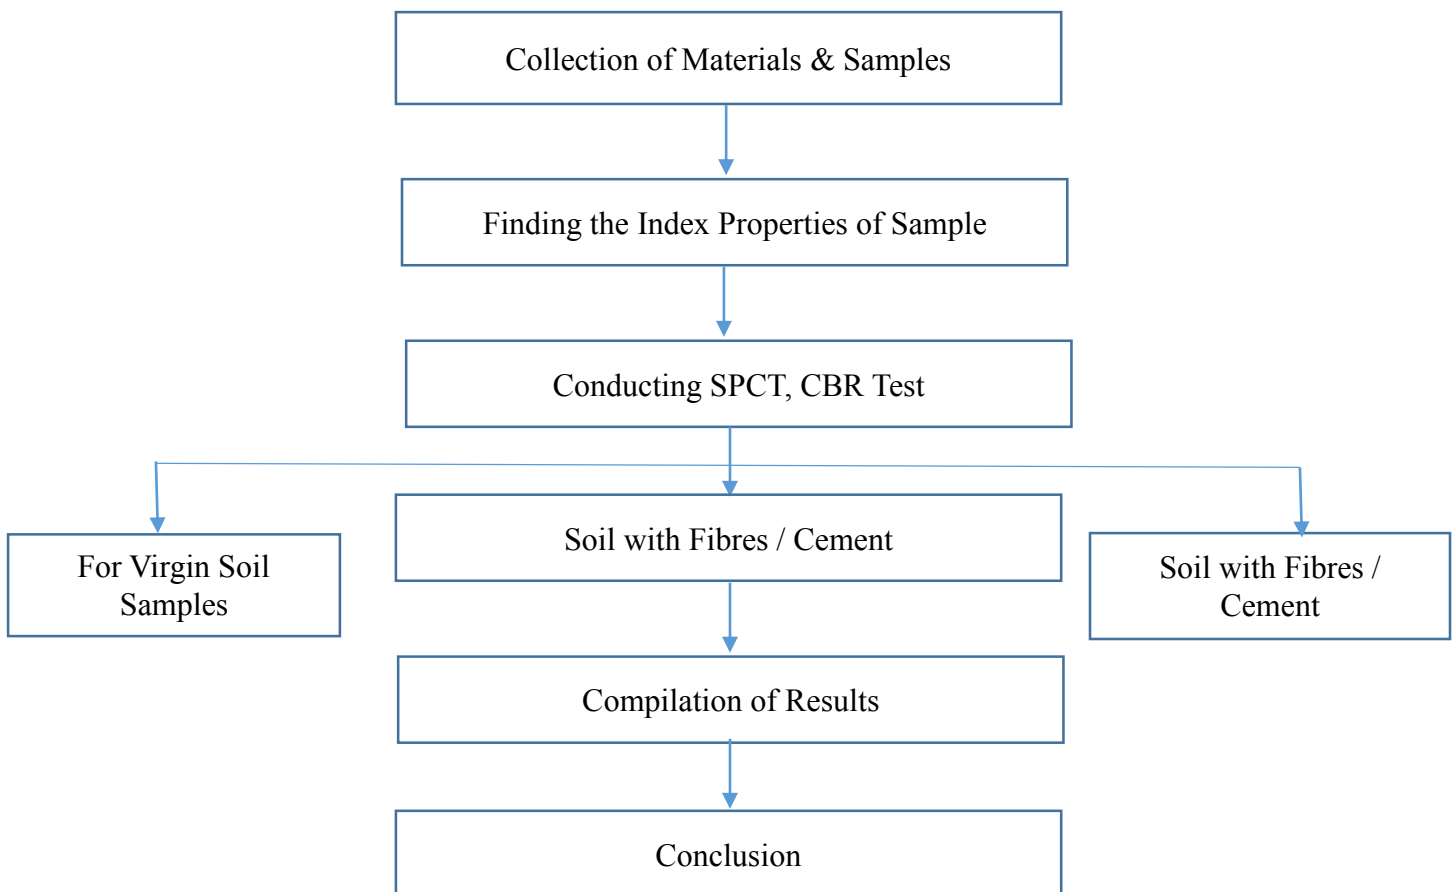 Collection of Materials & Samples
Finding the Index Properties of Sample
Conducting SPCT, CBR Test
For Virgin Soil
Samples
Soil with Fibres / Cement
Soil with Fibres /
Cement
Compilation of Results
Conclusion